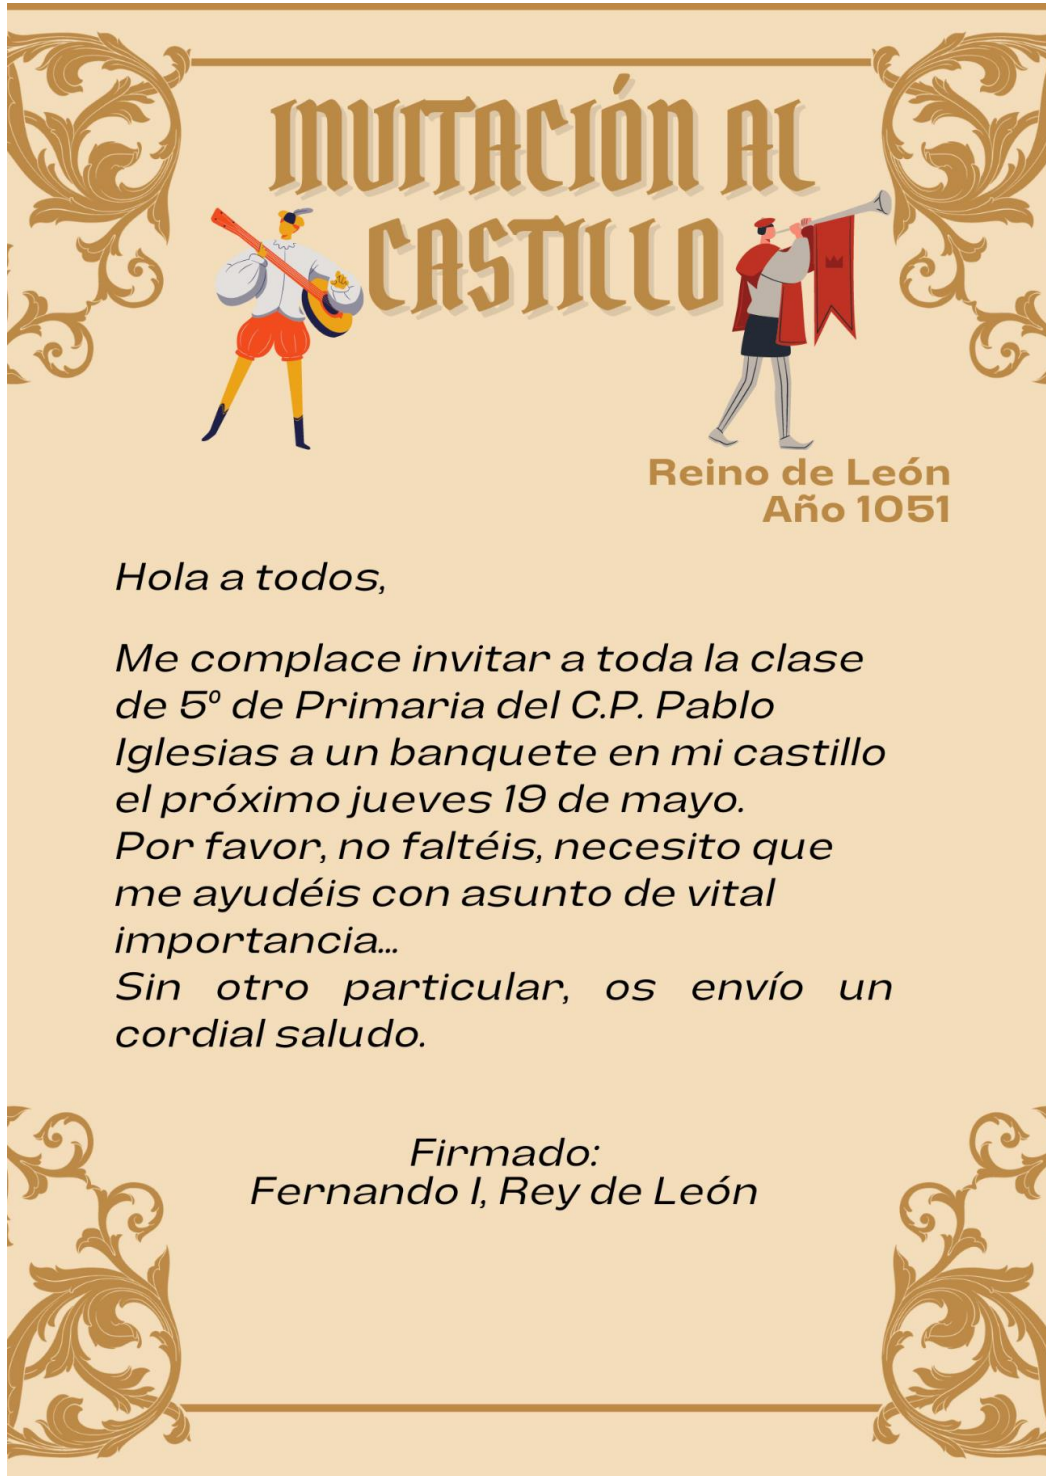 INVITACIÓN AL
CASTILLO
Reino de León
Año 1051
Hola a todos,
Me complace invitar a toda la clase
de 5º de Primaria del C.P. Pablo
Iglesias a un banquete en mi castillo
el próximo jueves 19 de mayo.
Por favor, no faltéis, necesito que
me ayudéis con asunto de vital
importancia...
Sin otro particular, os envío un
cordial saludo.
Firmado:
Fernando I, Rey de León